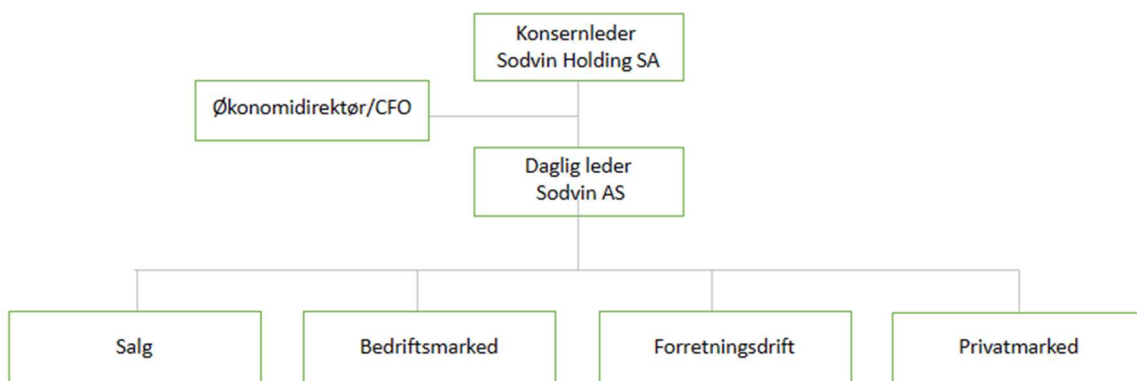 Konsernleder
Sodvin Holding SA
Økonomidirektør/CFO
Daglig leder
Sodvin AS
Salg
Bedriftsmarked
Forretningsdrift
Privatmarked